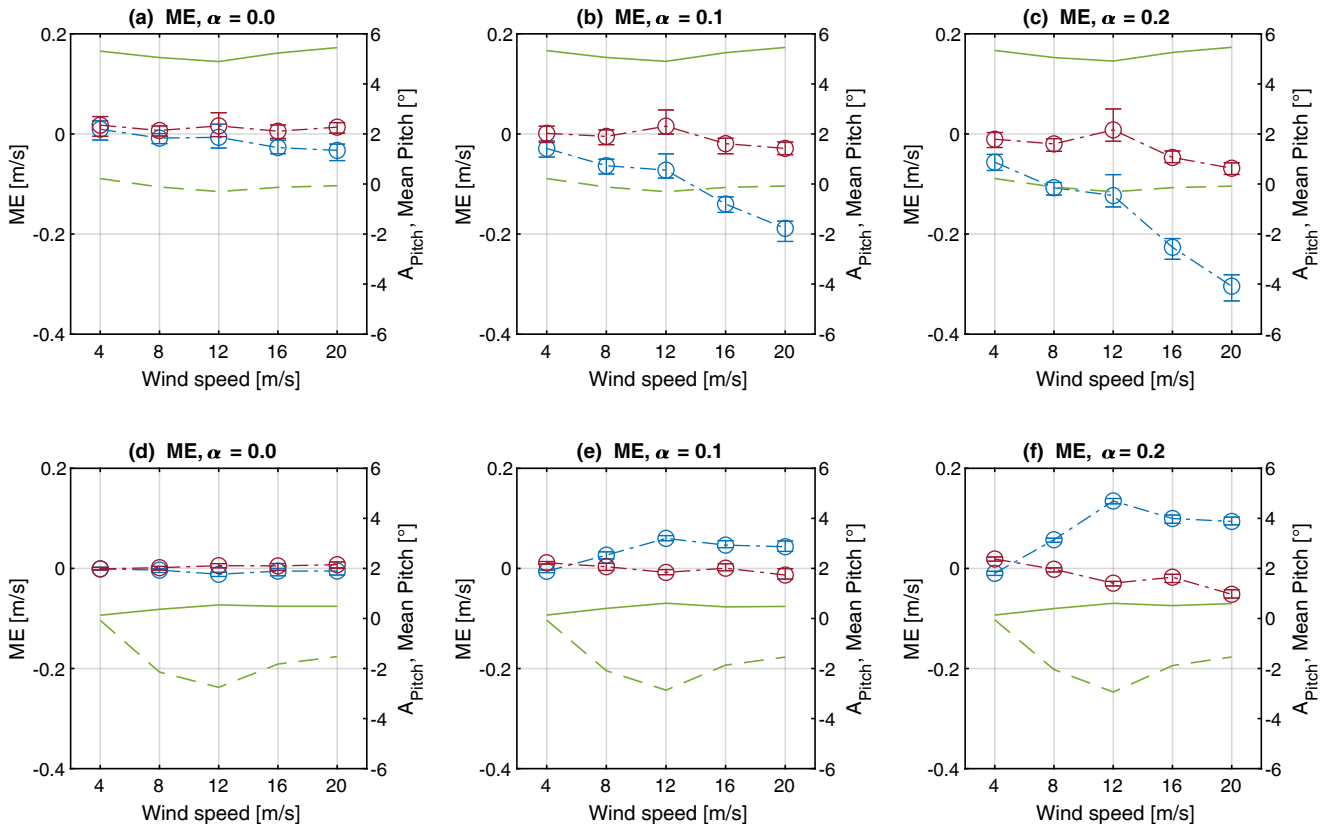 (a) ME, α = 0.0
(b) ME, α = 0.1
(c) ME, α = 0.2
0.2
0
-0.2
-0.4
ME [m/s]
6
4
2
0
-2
-4
-6
A_Pitch, Mean Pitch [°]
4 8 12 16 20
Wind speed [m/s]
0.2
0
-0.2
-0.4
ME [m/s]
6
4
2
0
-2
-4
-6
A_Pitch, Mean Pitch [°]
4 8 12 16 20
Wind speed [m/s]
0.2
0
-0.2
-0.4
ME [m/s]
6
4
2
0
-2
-4
-6
A_Pitch, Mean Pitch [°]
4 8 12 16 20
Wind speed [m/s]
(d) ME, α = 0.0
(e) ME, α = 0.1
(f) ME, α = 0.2
0.2
0
-0.2
-0.4
ME [m/s]
6
4
2
0
-2
-4
-6
A_Pitch, Mean Pitch [°]
4 8 12 16 20
Wind speed [m/s]
0.2
0
-0.2
-0.4
ME [m/s]
6
4
2
0
-2
-4
-6
A_Pitch, Mean Pitch [°]
4 8 12 16 20
Wind speed [m/s]
0.2
0
-0.2
-0.4
ME [m/s]
6
4
2
0
-2
-4
-6
A_Pitch, Mean Pitch [°]
4 8 12 16 20
Wind speed [m/s]